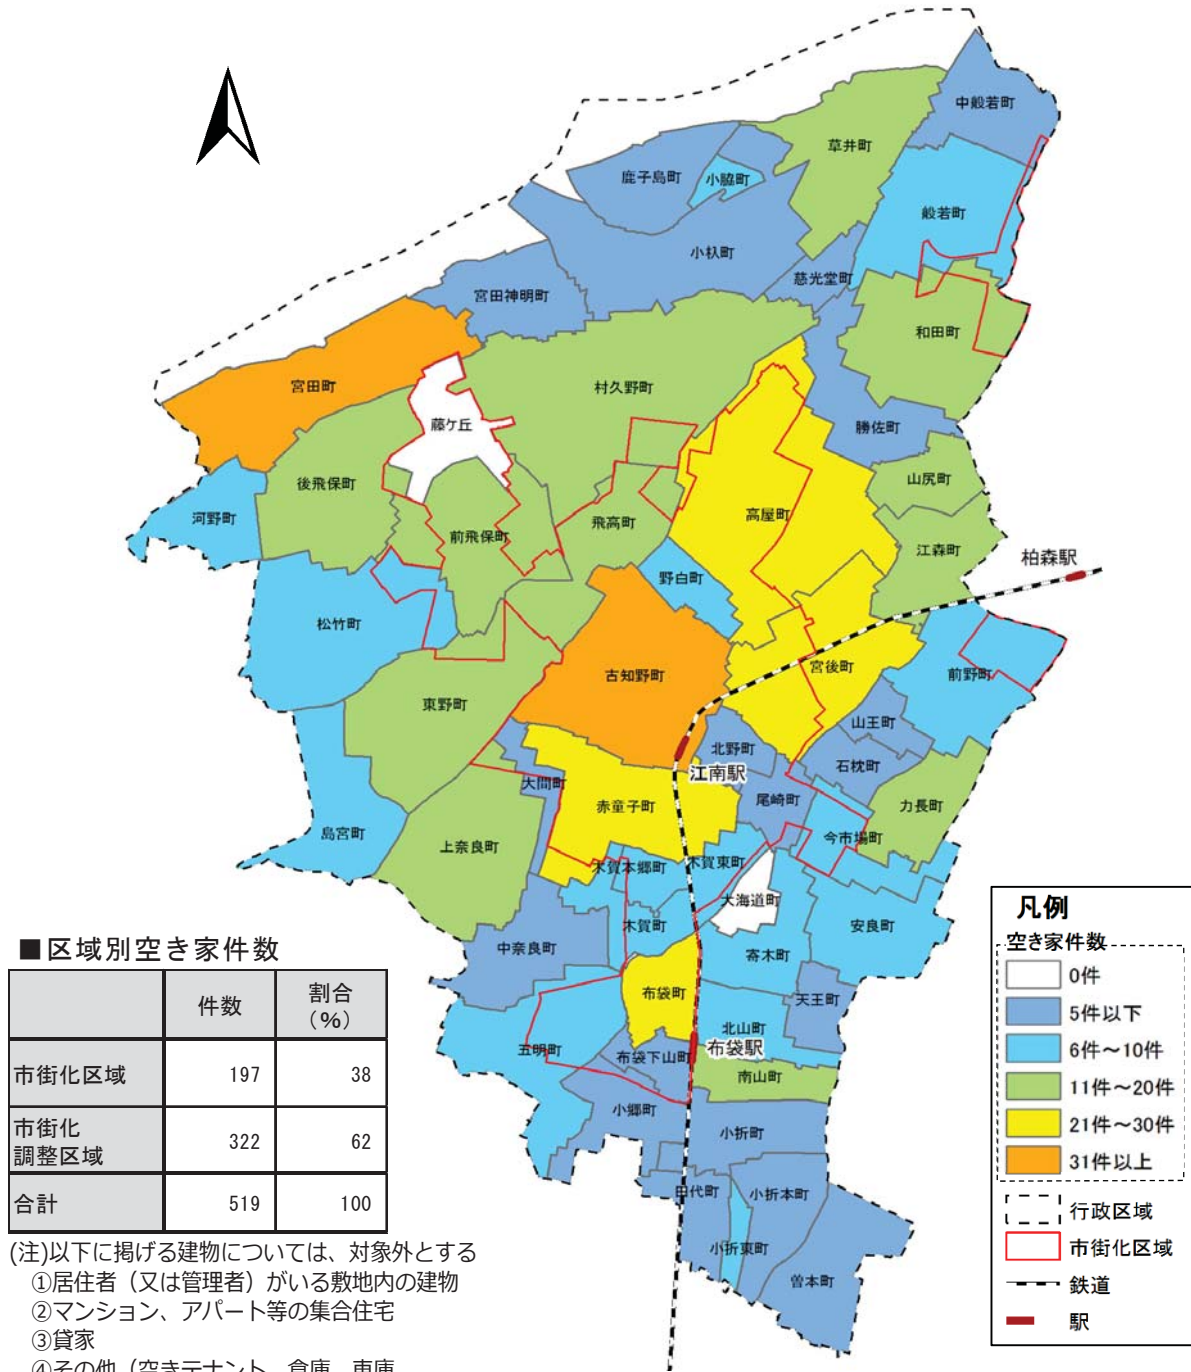 中般若町
草井町
鹿子島町
小脇町
般若町
小杁町
慈光堂町
宮田神明町
和田町
宮田町
村久野町
藤ケ丘
勝佐町
後飛保町
山尻町
河野町
高屋町
飛高町
前飛保町
江森町
柏森駅
野白町
松竹町
古知野町
宮後町
前野町
東野町
山王町
北野町
江南駅
石枕町
大間町
尾崎町
赤童子町
力長町
島宮町
今市場町
上奈良町
木賀本郷町
木賀東町
大海道町
木賀町
安良町
中奈良町
寄木町
布袋町
天王町
北山町
五明町
布袋下山町
布袋駅
南山町
小郷町
小折町
田代町
小折本町
小折東町
曽本町
■区域別空き家件数
件数 割合
(%)
市街化区域 197 38
市街化
調整区域 322 62
合計 519 100
(注)以下に掲げる建物については、対象外とする
①居住者（又は管理者）がいる敷地内の建物
②マンション、アパート等の集合住宅
③貸家
④その他（空きテナント、倉庫、車庫
凡例
空き家件数
0件
5件以下
6件～10件
11件～20件
21件～30件
31件以上
行政区域
市街化区域
鉄道
駅